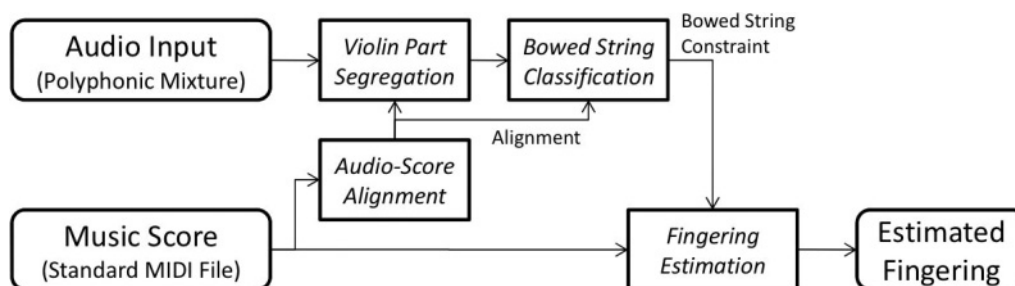 Audio Input
(Polyphonic Mixture)
Violin Part
Segregation
Bowed String
Classification
Bowed String
Constraint
Alignment
Audio-Score
Alignment
Music Score
(Standard MIDI File)
Fingering
Estimation
Estimated
Fingering